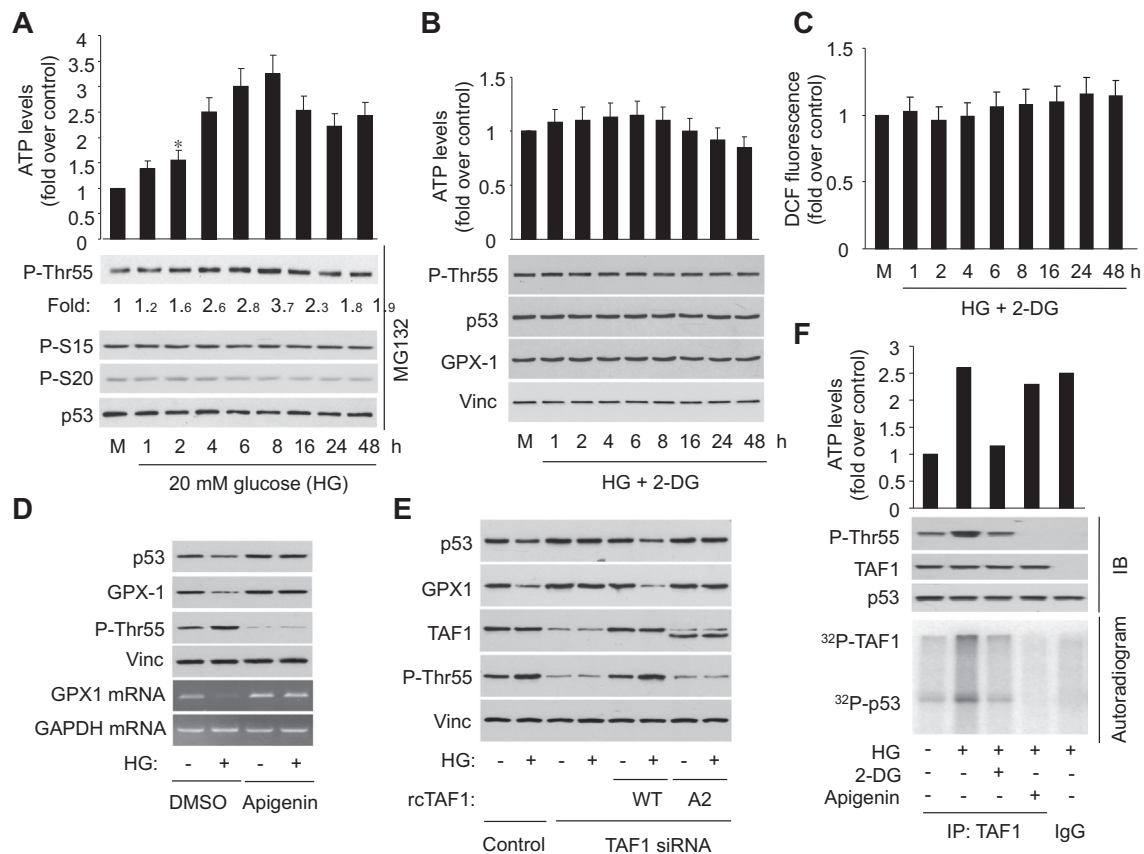 A
4
3.5
3
2.5
2
1.5
1
0.5
0
ATP levels
(fold over control)
*
P-Thr55
Fold: 1 1.2 1.6 2.6 2.8 3.7 2.3 1.8 1.9
P-S15
P-S20
p53
MG132
M 1 2 4 6 8 16 24 48 h
20 mM glucose (HG)
B
1.5
1
0.5
0
ATP levels
(fold over control)
P-Thr55
p53
GPX-1
Vinc
M 1 2 4 6 8 16 24 48 h
HG + 2-DG
C
1.5
1
0.5
0
DCF fluorescence
(fold over control)
M 1 2 4 6 8 16 24 48 h
HG + 2-DG
D
p53
GPX-1
P-Thr55
Vinc
GPX1 mRNA
GAPDH mRNA
HG: - + - +
DMSO Apigenin
E
p53
GPX1
TAF1
P-Thr55
Vinc
HG: - + - + - + - +
rcTAF1: WT A2
Control TAF1 siRNA
F
3
2.5
2
1.5
1
0.5
0
ATP levels
(fold over control)
P-Thr55
TAF1
p53
IB
³²P-TAF1
³²P-p53
Autoradiogram
HG - + + + +
2-DG - - + - -
Apigenin - - - + -
IP: TAF1 IgG